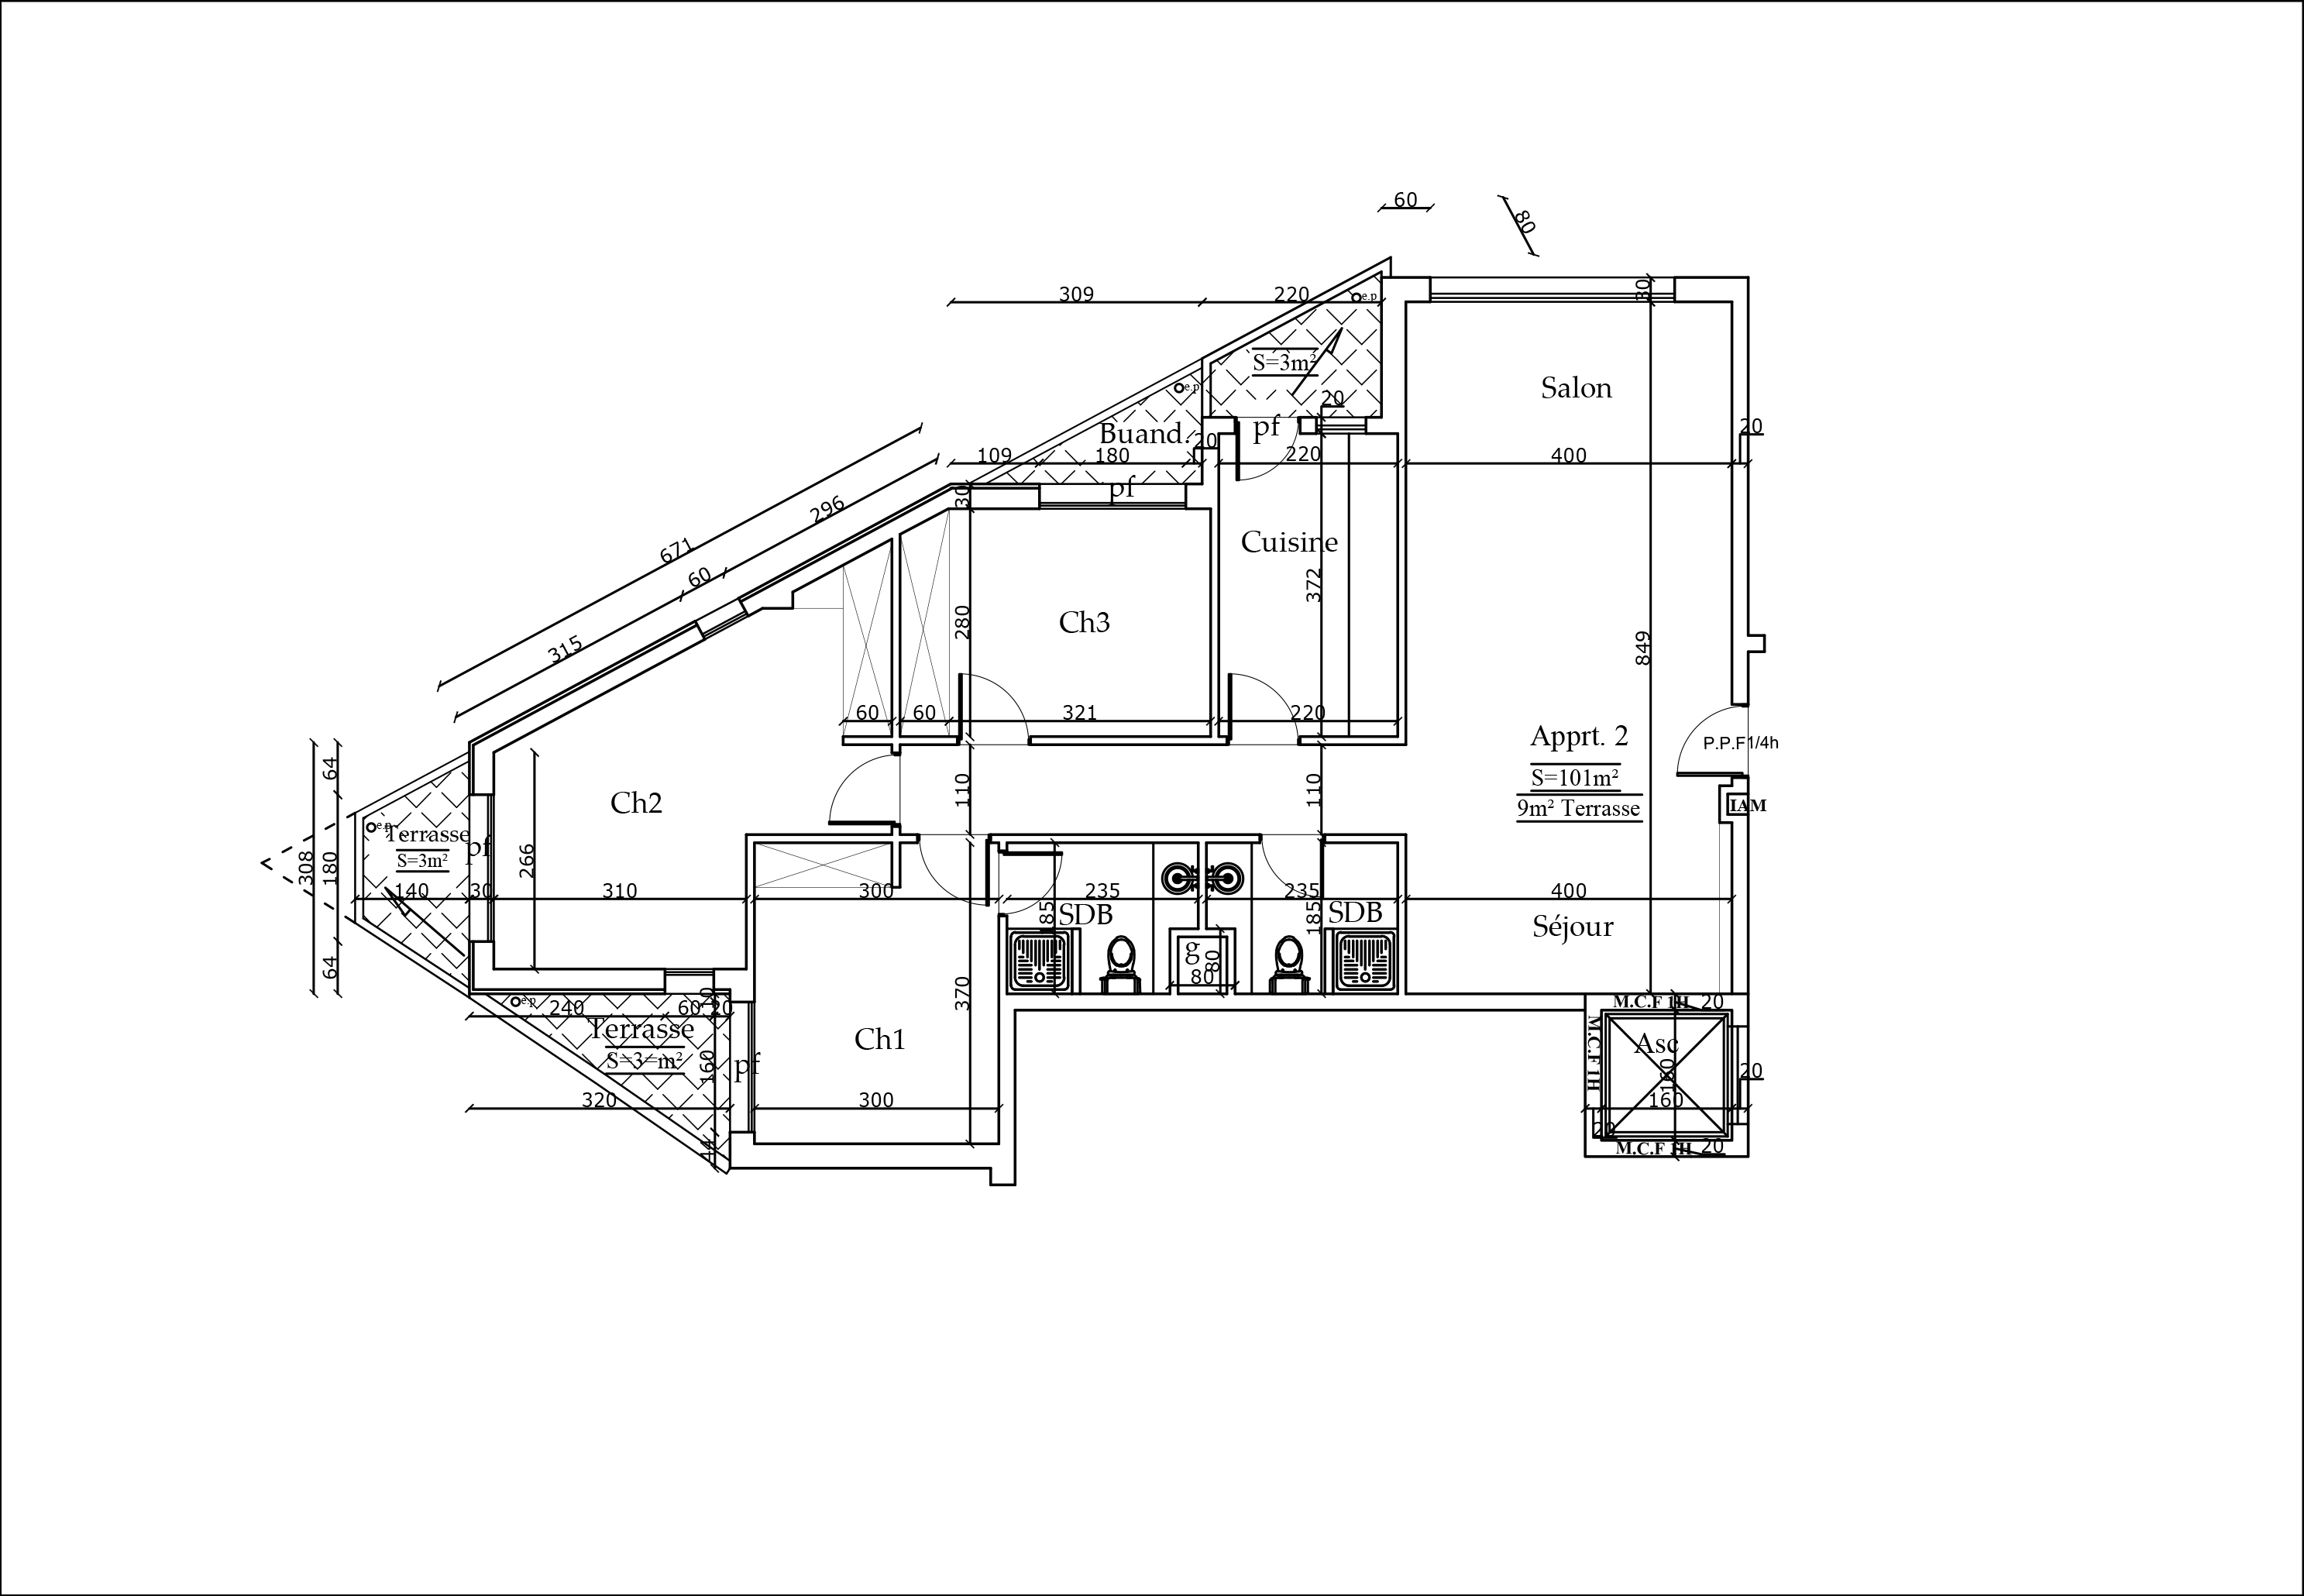 60
80
309
220
30
e.p
S=3m²
e.p
Salon
20
pf
Buand.
20
20
109
180
220
400
pf
30
296
671
60
315
Cuisine
372
280
Ch3
849
60
60
321
220
Apprt. 2
S=101m²
9m² Terrasse
P.P.F1/4h
IAM
64
308
180
64
e.p
Terrasse
S=3m²
pf
140
30
266
Ch2
310
110
110
300
235
235
400
185
SDB
185
SDB
Séjour
g
80
80
e.p
240
60
20
Terrasse
S=3=m²
160
pf
320
44
Ch1
370
300
M.C.F 1H
20
M.C.F 1H
Asc
180
160
20
20
M.C.F 1H
20